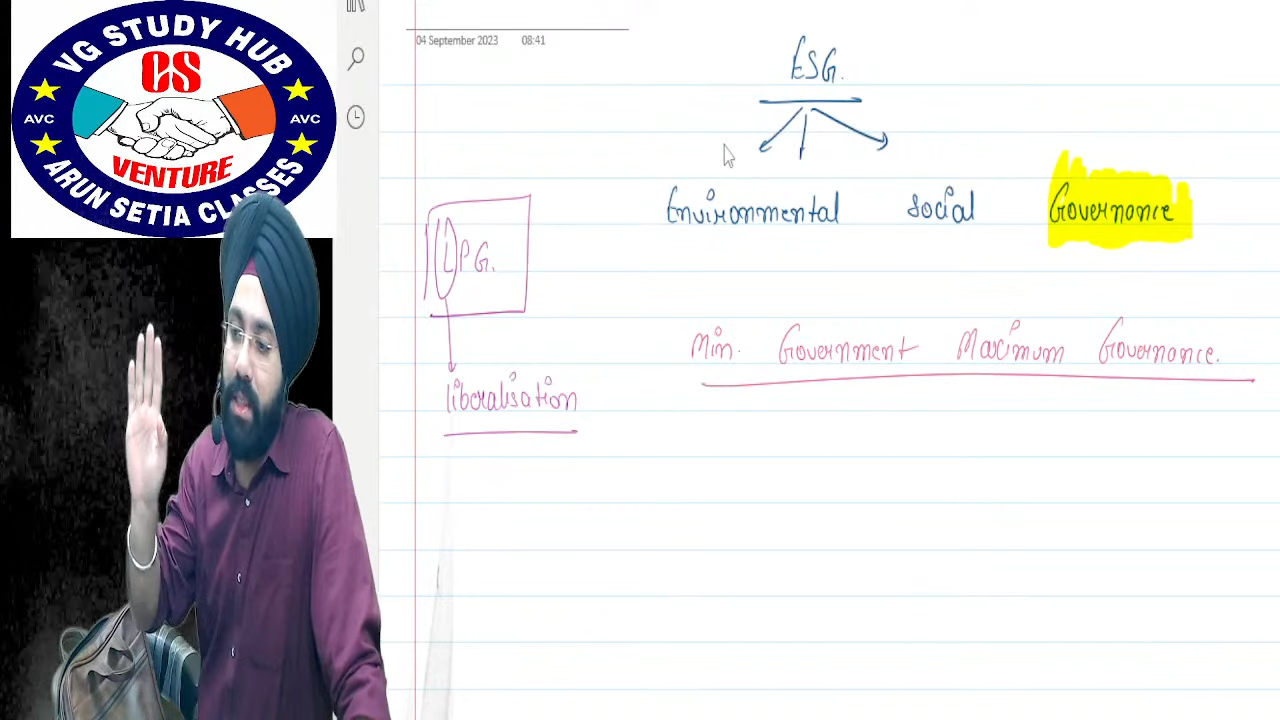 VG STUDY HUB
CS
AVC
AVC
VENTURE
ARUN SETIA CLASSES
04 September 2023 08:41
ESG.
Environmental Social Governance
LPG.
liberalisation
Min. Government Maximum Governance.